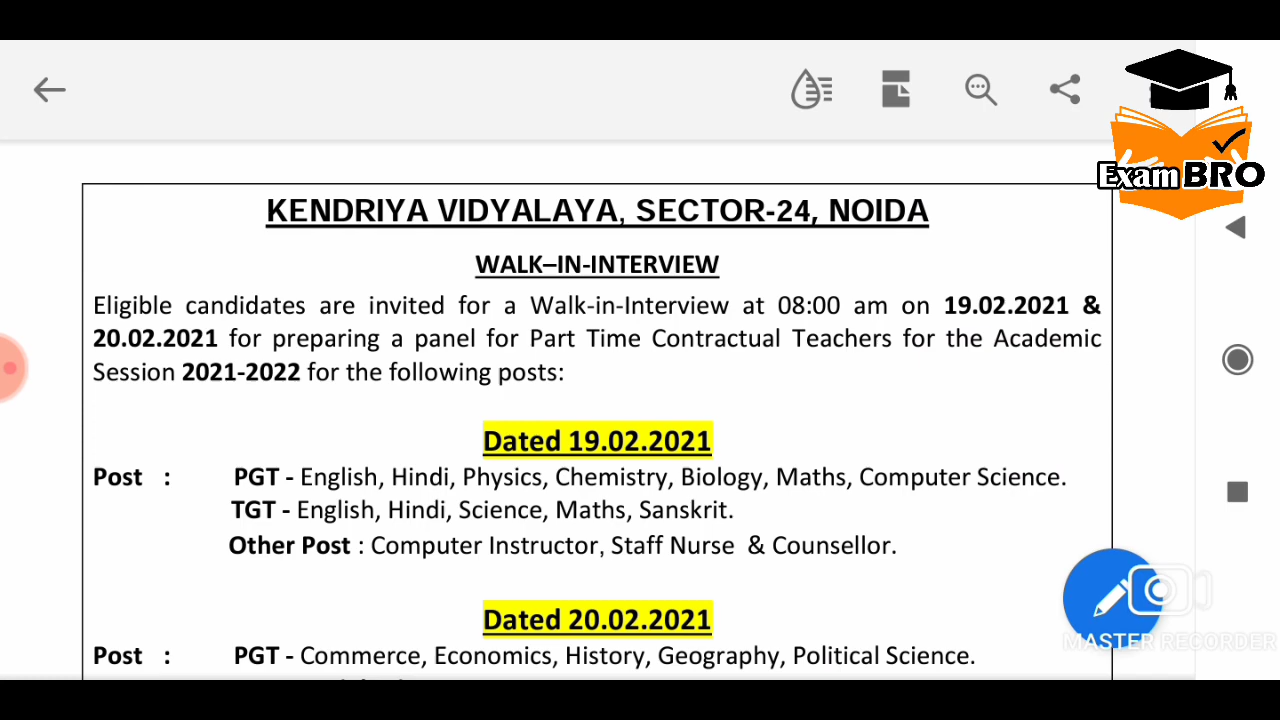 Exam BRO
KENDRIYA VIDYALAYA, SECTOR-24, NOIDA
WALK–IN-INTERVIEW
Eligible candidates are invited for a Walk-in-Interview at 08:00 am on 19.02.2021 &
20.02.2021 for preparing a panel for Part Time Contractual Teachers for the Academic
Session 2021-2022 for the following posts:
Dated 19.02.2021
Post : PGT - English, Hindi, Physics, Chemistry, Biology, Maths, Computer Science.
TGT - English, Hindi, Science, Maths, Sanskrit.
Other Post : Computer Instructor, Staff Nurse & Counsellor.
Dated 20.02.2021
Post : PGT - Commerce, Economics, History, Geography, Political Science.
MASTER RECORDER